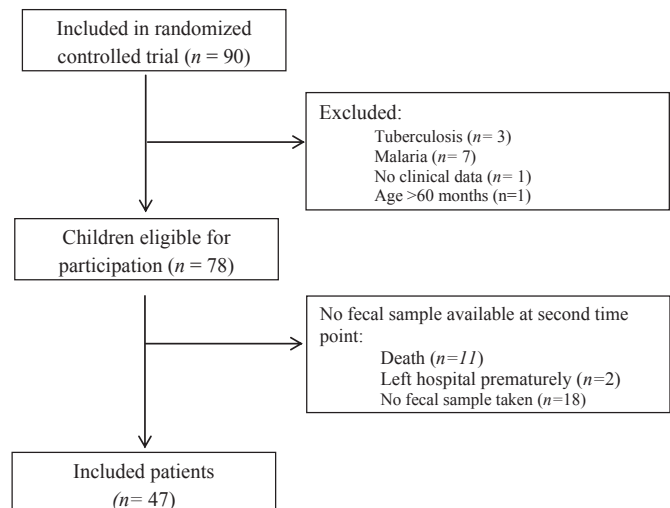 Included in randomized
controlled trial (n = 90)
Excluded:
Tuberculosis (n= 3)
Malaria (n= 7)
No clinical data (n= 1)
Age >60 months (n=1)
Children eligible for
participation (n = 78)
No fecal sample available at second time
point:
Death (n=11)
Left hospital prematurely (n=2)
No fecal sample taken (n=18)
Included patients
(n= 47)